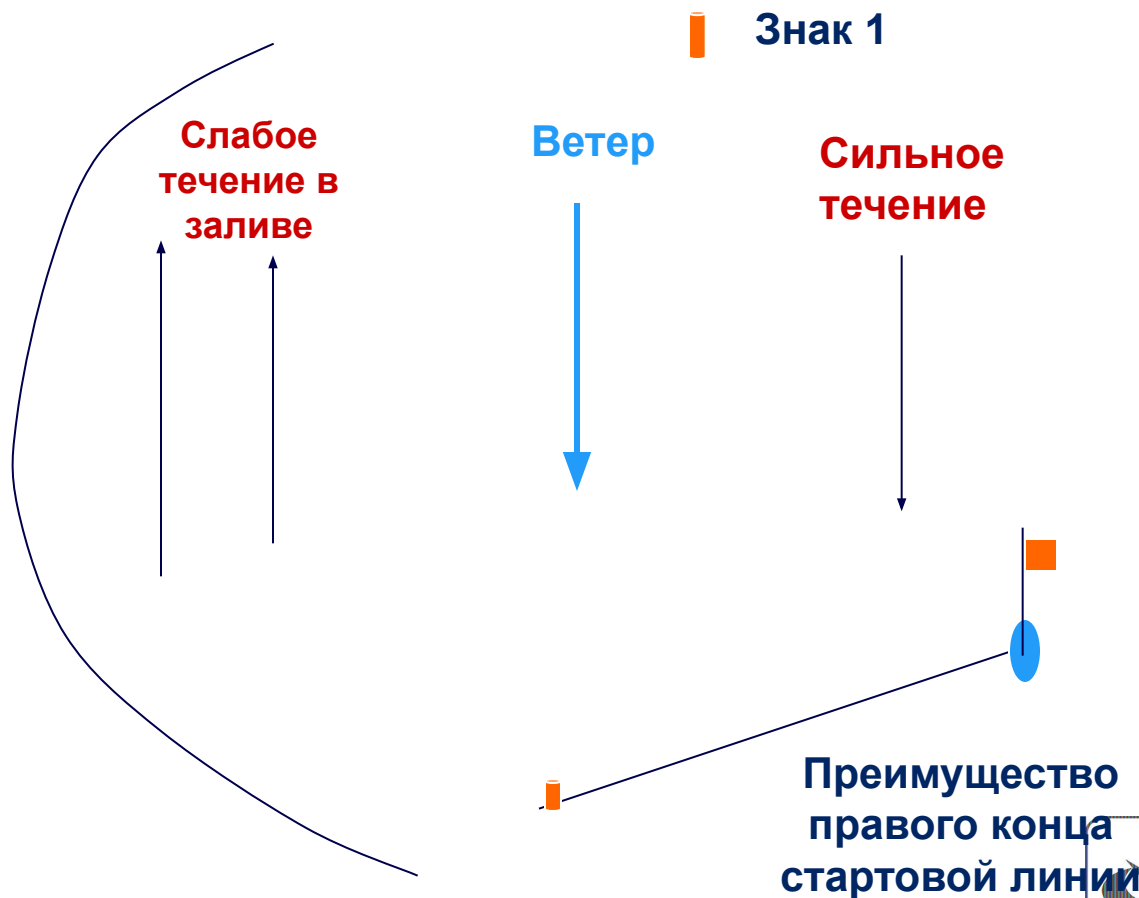 Знак 1
Слабое
течение в
заливе
Ветер
Сильное
течение
Преимущество
правого конца
стартовой линии